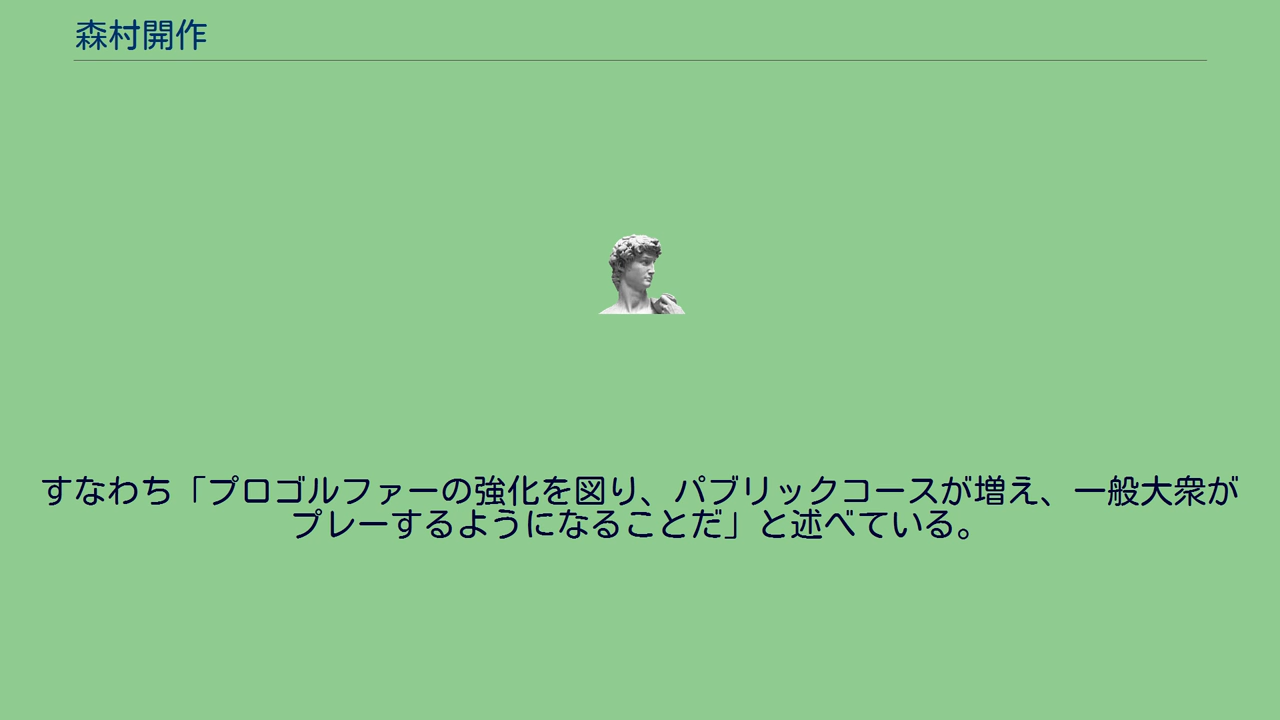 森村開作
すなわち「プロゴルファーの強化を図り、パブリックコースが増え、一般大衆が
プレーするようになることだ」と述べている。